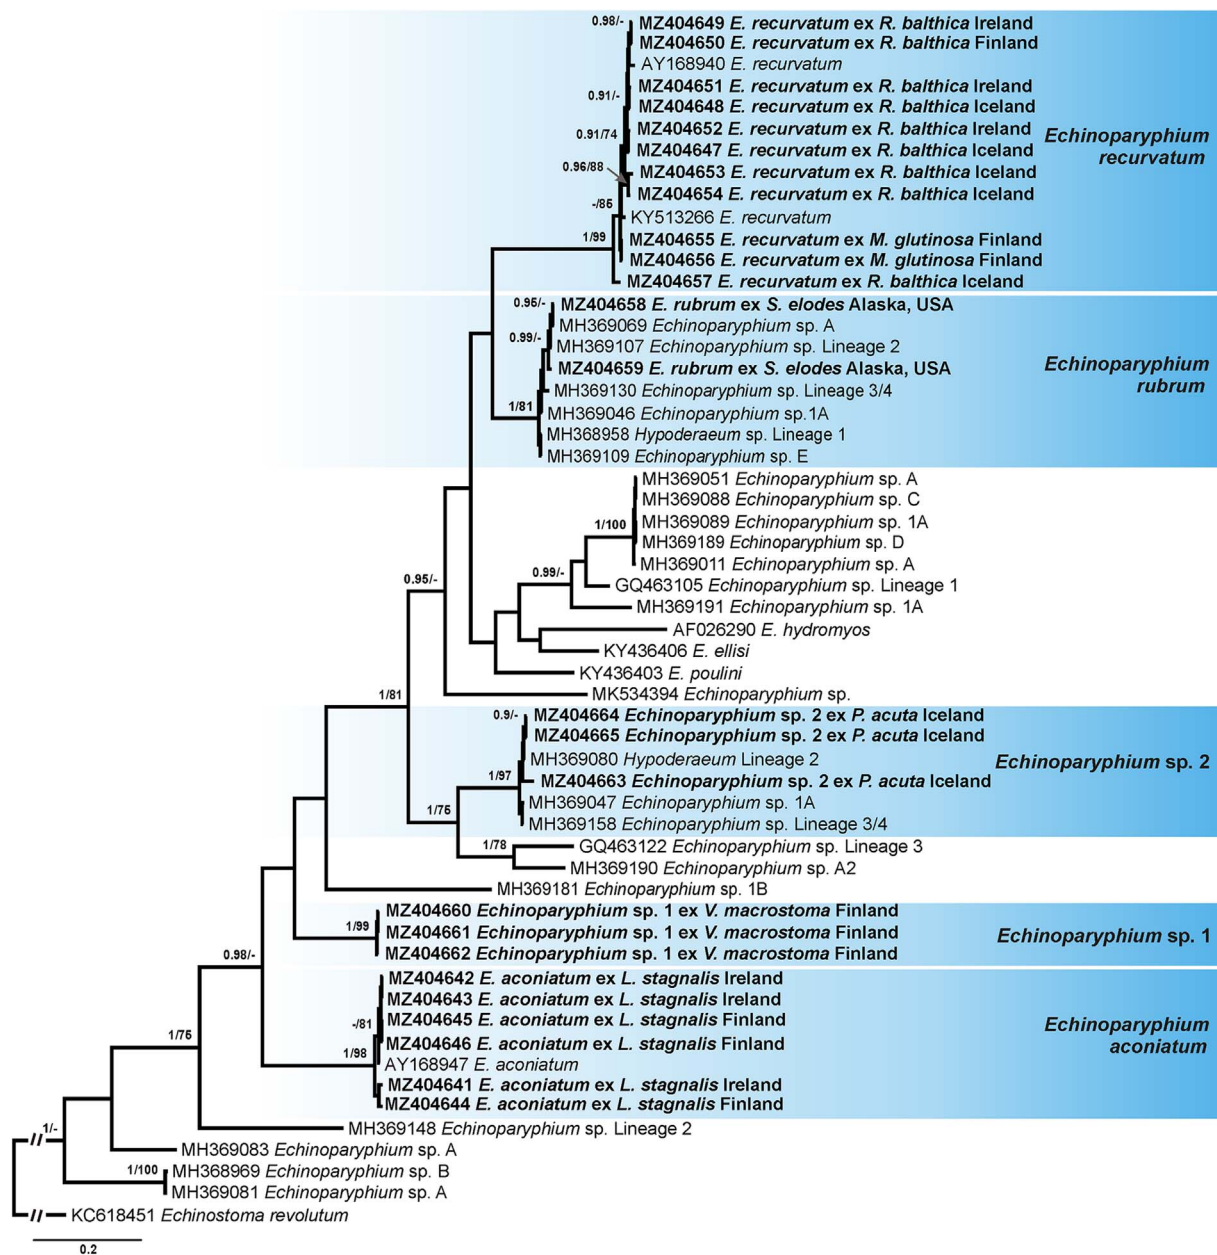 0.98/-
MZ404649 E. recurvatum ex R. balthica Ireland
MZ404650 E. recurvatum ex R. balthica Finland
AY168940 E. recurvatum
0.91/-
MZ404651 E. recurvatum ex R. balthica Ireland
MZ404648 E. recurvatum ex R. balthica Iceland
0.91/74
MZ404652 E. recurvatum ex R. balthica Ireland
MZ404647 E. recurvatum ex R. balthica Iceland
Echinoparyphium
recurvatum
0.96/88
MZ404653 E. recurvatum ex R. balthica Iceland
MZ404654 E. recurvatum ex R. balthica Iceland
-/85
KY513266 E. recurvatum
1/99
MZ404655 E. recurvatum ex M. glutinosa Finland
MZ404656 E. recurvatum ex M. glutinosa Finland
MZ404657 E. recurvatum ex R. balthica Iceland
0.95/-
MZ404658 E. rubrum ex S. elodes Alaska, USA
MH369069 Echinoparyphium sp. A
0.99/-
MH369107 Echinoparyphium sp. Lineage 2
MZ404659 E. rubrum ex S. elodes Alaska, USA
Echinoparyphium
rubrum
MH369130 Echinoparyphium sp. Lineage 3/4
1/81
MH369046 Echinoparyphium sp.1A
MH368958 Hypoderaeum sp. Lineage 1
MH369109 Echinoparyphium sp. E
MH369051 Echinoparyphium sp. A
MH369088 Echinoparyphium sp. C
1/100
MH369089 Echinoparyphium sp. 1A
MH369189 Echinoparyphium sp. D
MH369011 Echinoparyphium sp. A
0.99/-
GQ463105 Echinoparyphium sp. Lineage 1
MH369191 Echinoparyphium sp. 1A
0.95/-
AF026290 E. hydromyos
KY436406 E. ellisi
KY436403 E. poulini
MK534394 Echinoparyphium sp.
1/81
0.9/-
MZ404664 Echinoparyphium sp. 2 ex P. acuta Iceland
MZ404665 Echinoparyphium sp. 2 ex P. acuta Iceland
MH369080 Hypoderaeum Lineage 2
Echinoparyphium sp. 2
1/97
MZ404663 Echinoparyphium sp. 2 ex P. acuta Iceland
MH369047 Echinoparyphium sp. 1A
1/75
MH369158 Echinoparyphium sp. Lineage 3/4
1/78
GQ463122 Echinoparyphium sp. Lineage 3
MH369190 Echinoparyphium sp. A2
MH369181 Echinoparyphium sp. 1B
MZ404660 Echinoparyphium sp. 1 ex V. macrostoma Finland
1/99
MZ404661 Echinoparyphium sp. 1 ex V. macrostoma Finland
Echinoparyphium sp. 1
MZ404662 Echinoparyphium sp. 1 ex V. macrostoma Finland
0.98/-
MZ404642 E. aconiatum ex L. stagnalis Ireland
MZ404643 E. aconiatum ex L. stagnalis Ireland
-/81
MZ404645 E. aconiatum ex L. stagnalis Finland
MZ404646 E. aconiatum ex L. stagnalis Finland
Echinoparyphium
aconiatum
1/98
AY168947 E. aconiatum
MZ404641 E. aconiatum ex L. stagnalis Ireland
MZ404644 E. aconiatum ex L. stagnalis Finland
1/75
MH369148 Echinoparyphium sp. Lineage 2
1/-
MH369083 Echinoparyphium sp. A
1/100
MH368969 Echinoparyphium sp. B
MH369081 Echinoparyphium sp. A
KC618451 Echinostoma revolutum
0.2